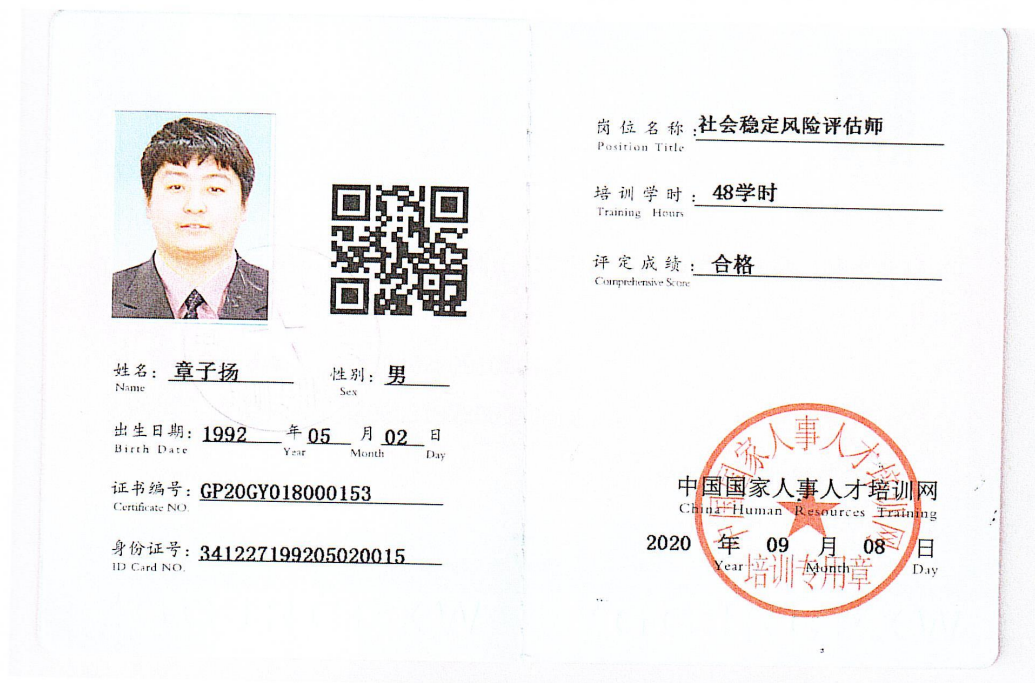 姓名：章子扬 性别：男
Name Sex
出生日期：1992 年 05 月 02 日
Birth Date Year Month Day
证书编号：GP20GY018000153
Certificate NO.
身份证号：341227199205020015
ID Card NO.
岗位名称：社会稳定风险评估师
Position Title
培训学时：48学时
Training Hours
评定成绩：合格
Comprehensive Score
中国国家人事人才培训网
中国国家人事人才培训网
China Human Resources Training
2020 年 09 月 08 日
Year Month Day
培训专用章